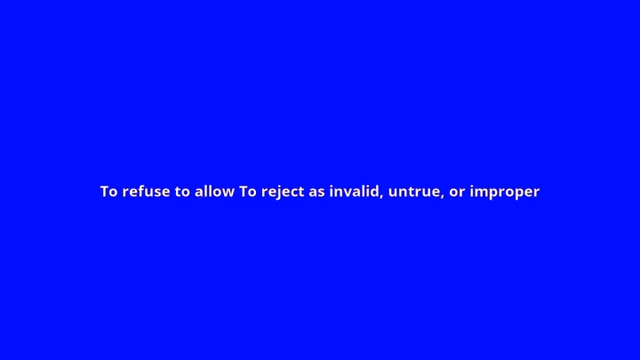 To refuse to allow To reject as invalid, untrue, or improper